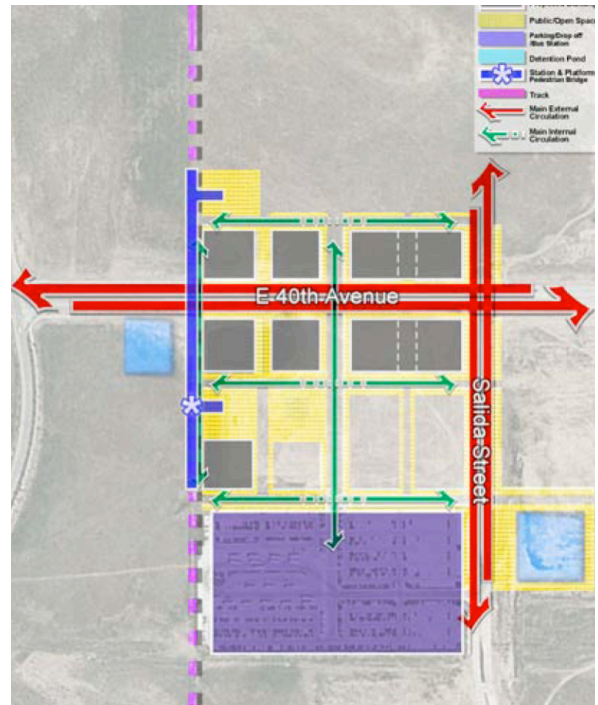 Public/Open Space
Parking/Drop off
/Bus Station
Detention Pond
Station & Platform
Pedestrian Bridge
Track
Main External
Circulation
Main Internal
Circulation
E 40th Avenue
Salida Street